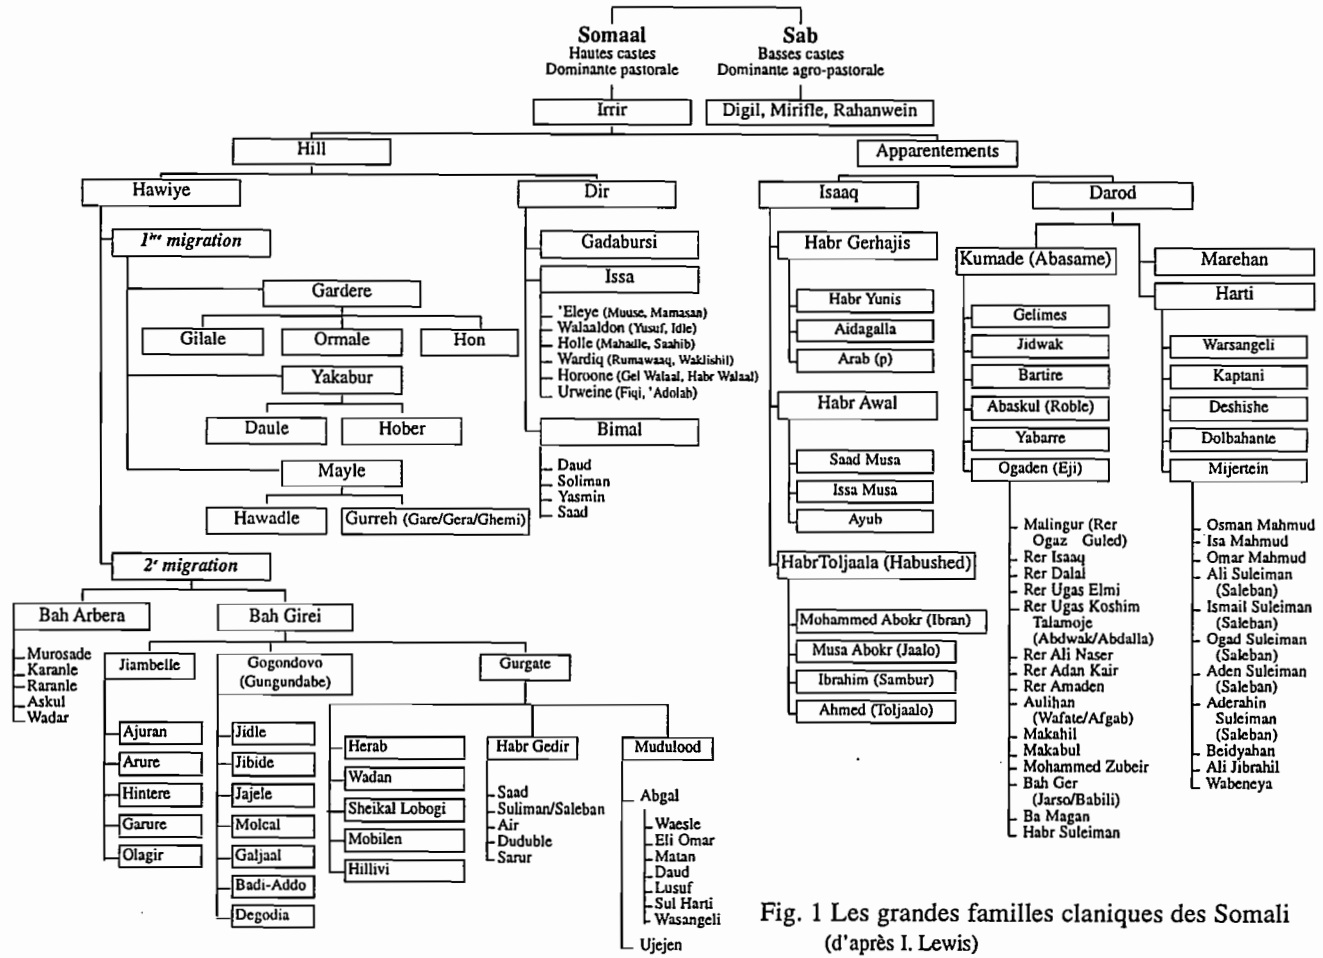 Somaal
Hautes castes
Dominante pastorale
Sab
Basses castes
Dominante agro-pastorale
Irrir
Digil, Mirifle, Rahanwein
Hill
Apparentements
Hawiye
Dir
Isaaq
Darod
1ère migration
Gardere
Gilale
Ormale
Hon
Yakabur
Daule
Hober
Mayle
Hawadle
Gurreh (Gare/Gera/Ghemi)
2e migration
Bah Arbera
Murosade
Karanle
Raranle
Askul
Wadar
Bah Girei
Jiambelle
Ajuran
Arure
Hintere
Garure
Olagir
Gogondovo
(Gungundabe)
Jidle
Jibide
Jajele
Molcal
Galjaal
Badi-Addo
Degodia
Gurgate
Herab
Wadan
Sheikal Lobogi
Mobilen
Hillivi
Habr Gedir
Saad
Suliman/Saleban
Air
Duduble
Sarur
Mudulood
Abgal
Waesle
Eli Omar
Matan
Daud
Lusuf
Sul Harti
Wasangeli
Ujejen
Gadabursi
Issa
'Eleye (Muuse, Mamasan)
Walaaldon (Yusuf, Idle)
Holle (Mahadle, Saahib)
Wardiq (Rumawaaq, Waklishil)
Horoone (Gel Walaal, Habr Walaal)
Urweine (Fiqi, 'Adolah)
Bimal
Daud
Soliman
Yasmin
Saad
Habr Gerhajis
Habr Yunis
Aidagalla
Arab (p)
Habr Awal
Saad Musa
Issa Musa
Ayub
HabrToljaala (Habushed)
Mohammed Abokr (Ibran)
Musa Abokr (Jaalo)
Ibrahim (Sambur)
Ahmed (Toljaalo)
Kumade (Abasame)
Gelimes
Jidwak
Bartire
Abaskul (Roble)
Yabarre
Ogaden (Eji)
Malingur (Rer
Ogaz Guled)
Rer Isaaq
Rer Dalal
Rer Ugas Elmi
Rer Ugas Koshim
Talamoje
(Abdwak/Abdalla)
Rer Ali Naser
Rer Adan Kair
Rer Amaden
Aulihan
(Wafate/Afgab)
Makahil
Makabul
Mohammed Zubeir
Bah Ger
(Jarso/Babili)
Ba Magan
Habr Suleiman
Marehan
Harti
Warsangeli
Kaptani
Deshishe
Dolbahante
Mijertein
Osman Mahmud
Isa Mahmud
Omar Mahmud
Ali Suleiman
(Saleban)
Ismail Suleiman
(Saleban)
Ogad Suleiman
(Saleban)
Aden Suleiman
(Saleban)
Aderahin
Suleiman
(Saleban)
Beidyahan
Ali Jibrahil
Wabeneya
Fig. 1 Les grandes familles claniques des Somali
(d'après I. Lewis)